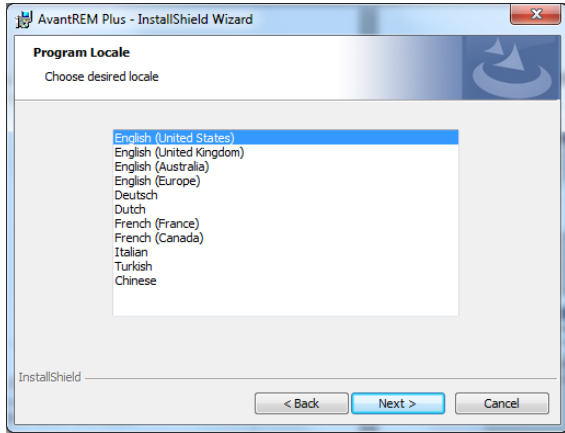 AvantREM Plus - InstallShield Wizard
Program Locale
Choose desired locale
English (United States)
English (United Kingdom)
English (Australia)
English (Europe)
Deutsch
Dutch
French (France)
French (Canada)
Italian
Turkish
Chinese
InstallShield
< Back Next > Cancel